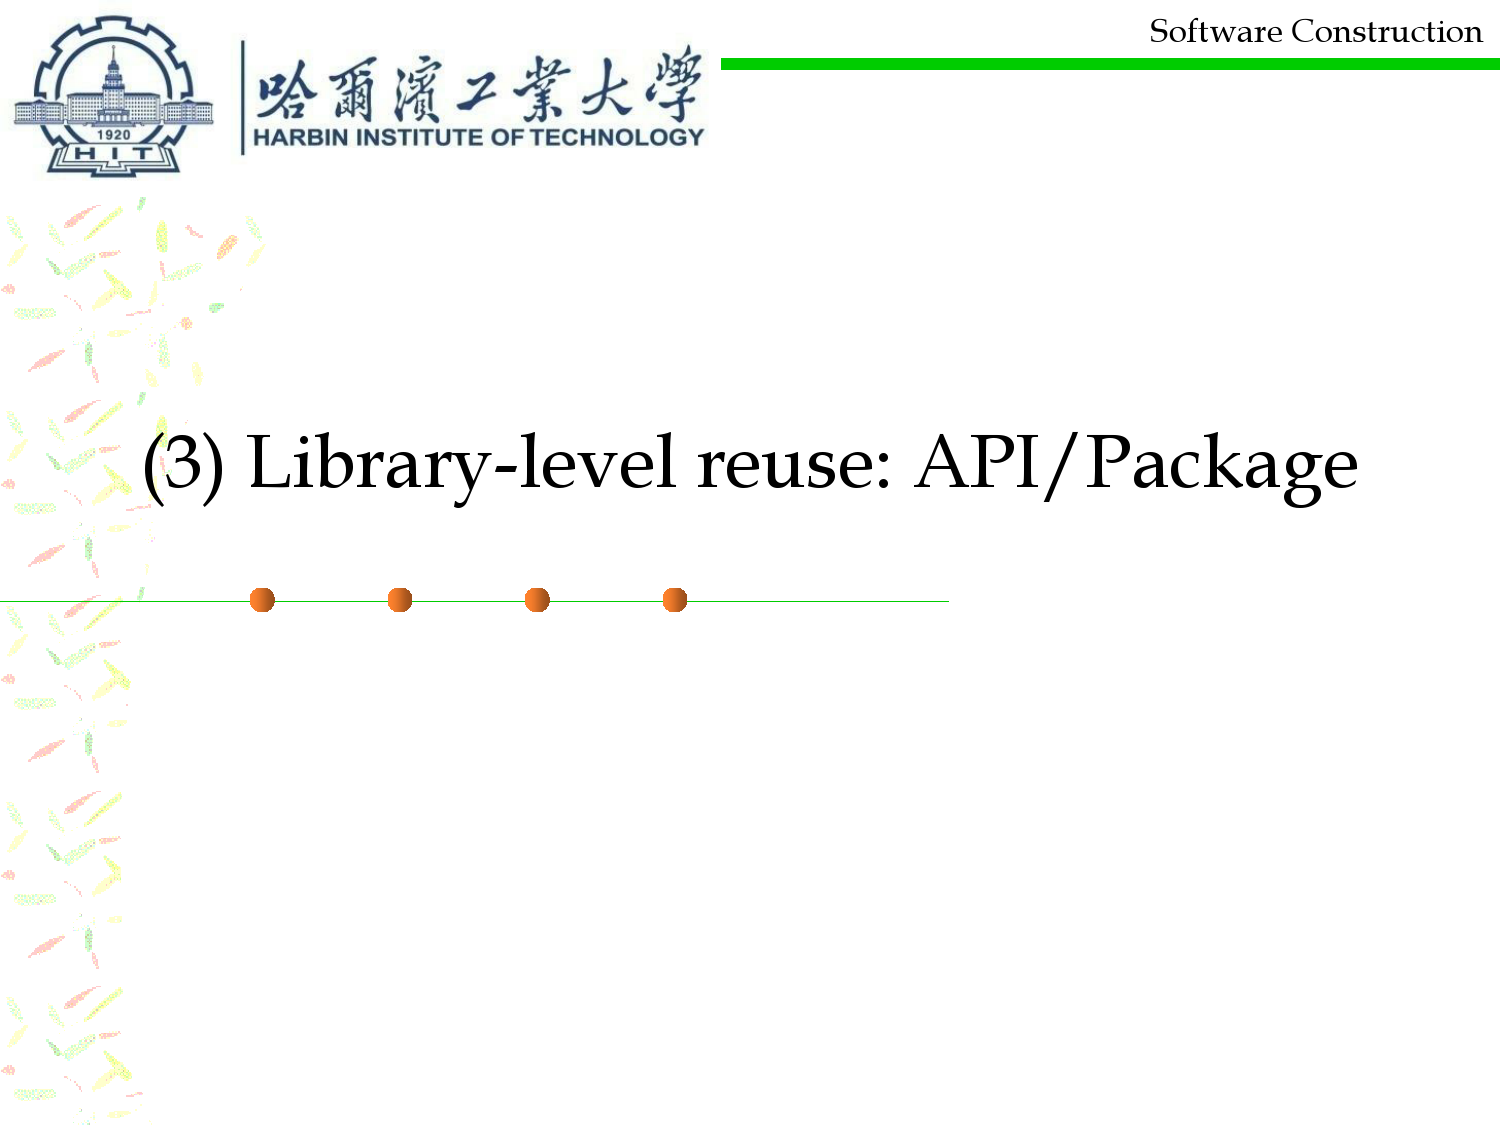 Software Construction
哈爾濱工業大學
HARBIN INSTITUTE OF TECHNOLOGY
1920
HIT
(3) Library-level reuse: API/Package